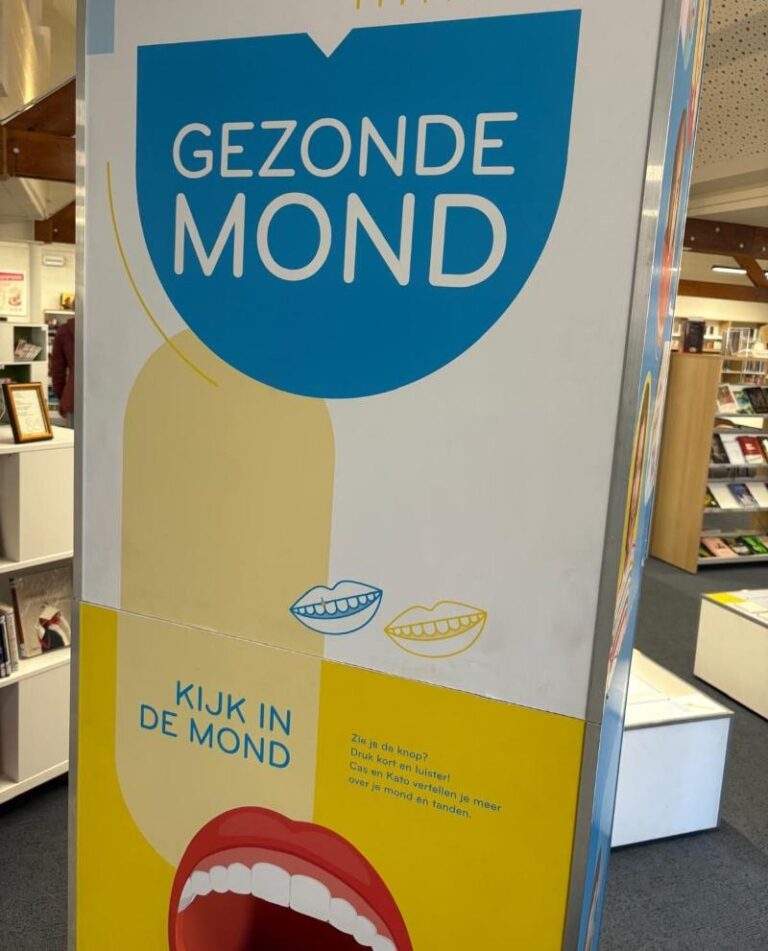 GEZONDE
MOND
KIJK IN
DE MOND
Zie je de knop?
Druk kort en luister!
Cas en Kato vertellen je meer
over je mond en tanden.